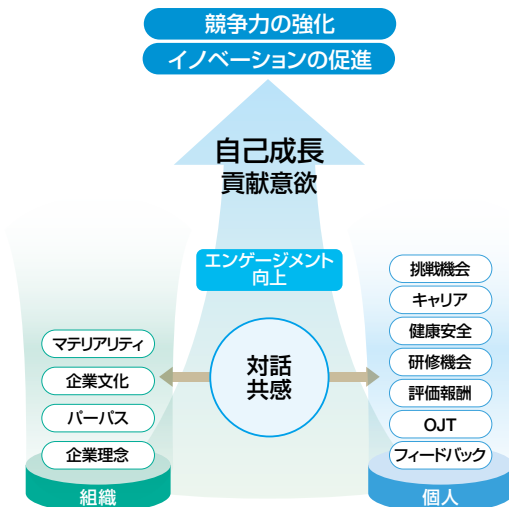 競争力の強化
イノベーションの促進
自己成長
貢献意欲
エンゲージメント
向上
対話
共感
マテリアリティ
企業文化
パーパス
企業理念
組織
挑戦機会
キャリア
健康安全
研修機会
評価報酬
OJT
フィードバック
個人